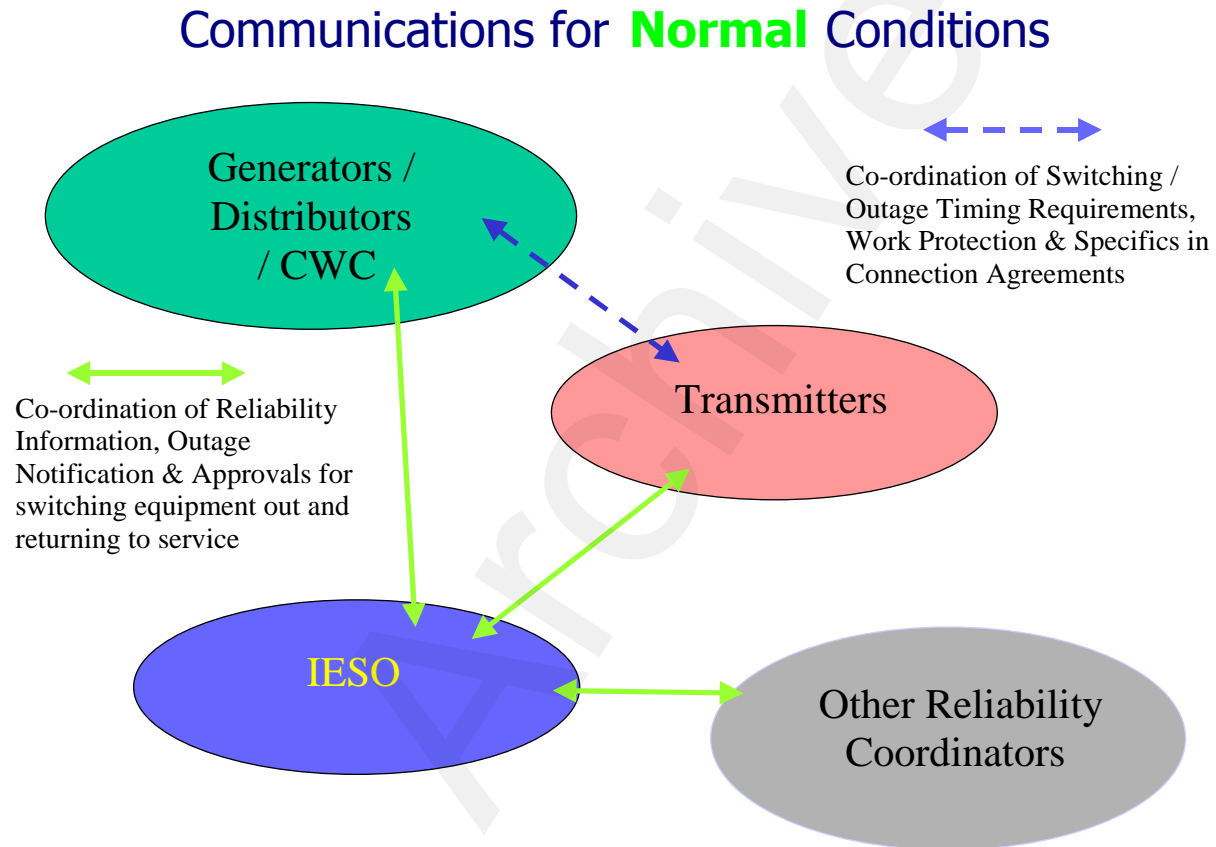 Communications for Normal Conditions
Generators /
Distributors
/ CWC
Co-ordination of Switching /
Outage Timing Requirements,
Work Protection & Specifics in
Connection Agreements
Transmitters
Co-ordination of Reliability
Information, Outage
Notification & Approvals for
switching equipment out and
returning to service
IESO
Other Reliability
Coordinators
Archive